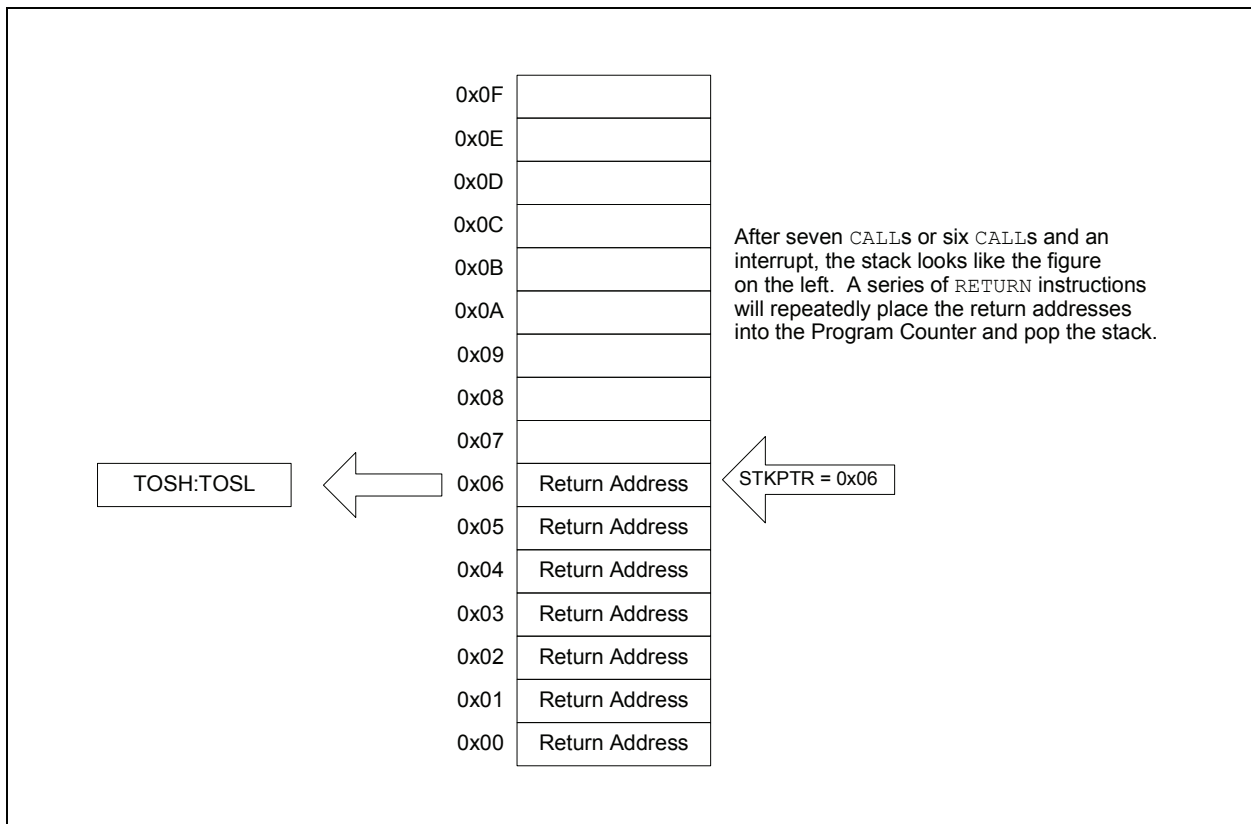 0x0F
0x0E
0x0D
0x0C
0x0B
0x0A
0x09
0x08
0x07
TOSH:TOSL
0x06 Return Address
STKPTR = 0x06
0x05 Return Address
0x04 Return Address
0x03 Return Address
0x02 Return Address
0x01 Return Address
0x00 Return Address
After seven CALLs or six CALLs and an
interrupt, the stack looks like the figure
on the left. A series of RETURN instructions
will repeatedly place the return addresses
into the Program Counter and pop the stack.